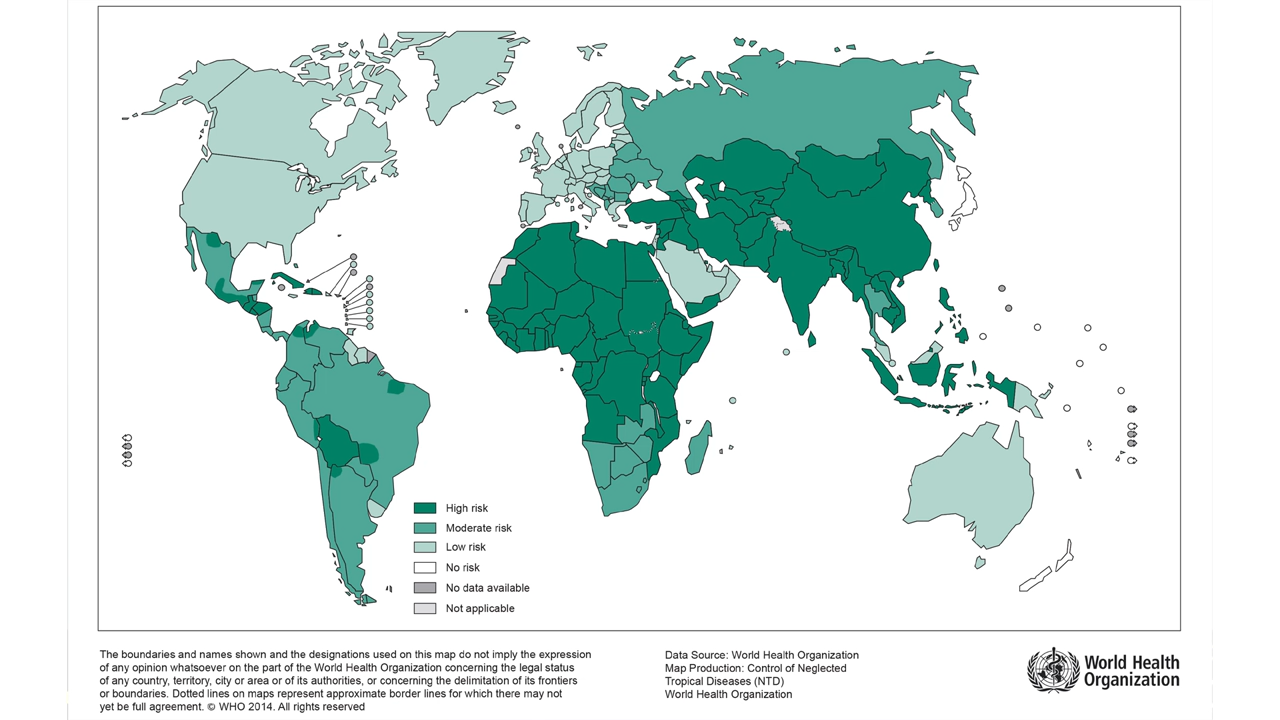 High risk
Moderate risk
Low risk
No risk
No data available
Not applicable
The boundaries and names shown and the designations used on this map do not imply the expression
of any opinion whatsoever on the part of the World Health Organization concerning the legal status
of any country, territory, city or area or of its authorities, or concerning the delimitation of its frontiers
or boundaries. Dotted lines on maps represent approximate border lines for which there may not
yet be full agreement. © WHO 2014. All rights reserved
Data Source: World Health Organization
Map Production: Control of Neglected
Tropical Diseases (NTD)
World Health Organization
World Health
Organization